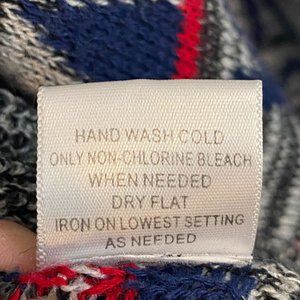 HAND WASH COLD
ONLY NON-CHLORINE BLEACH
WHEN NEEDED
DRY FLAT
IRON ON LOWEST SETTING
AS NEEDED